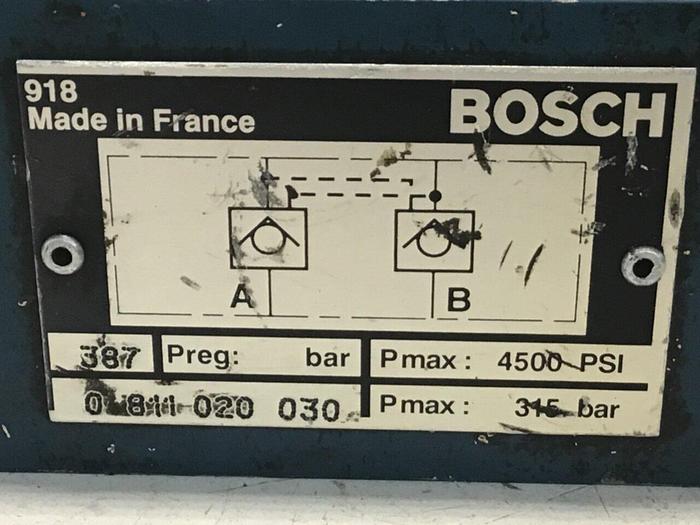 918
Made in France
BOSCH
A B
387 Preg: bar Pmax: 4500 PSI
0 811 020 030 Pmax: 315 bar